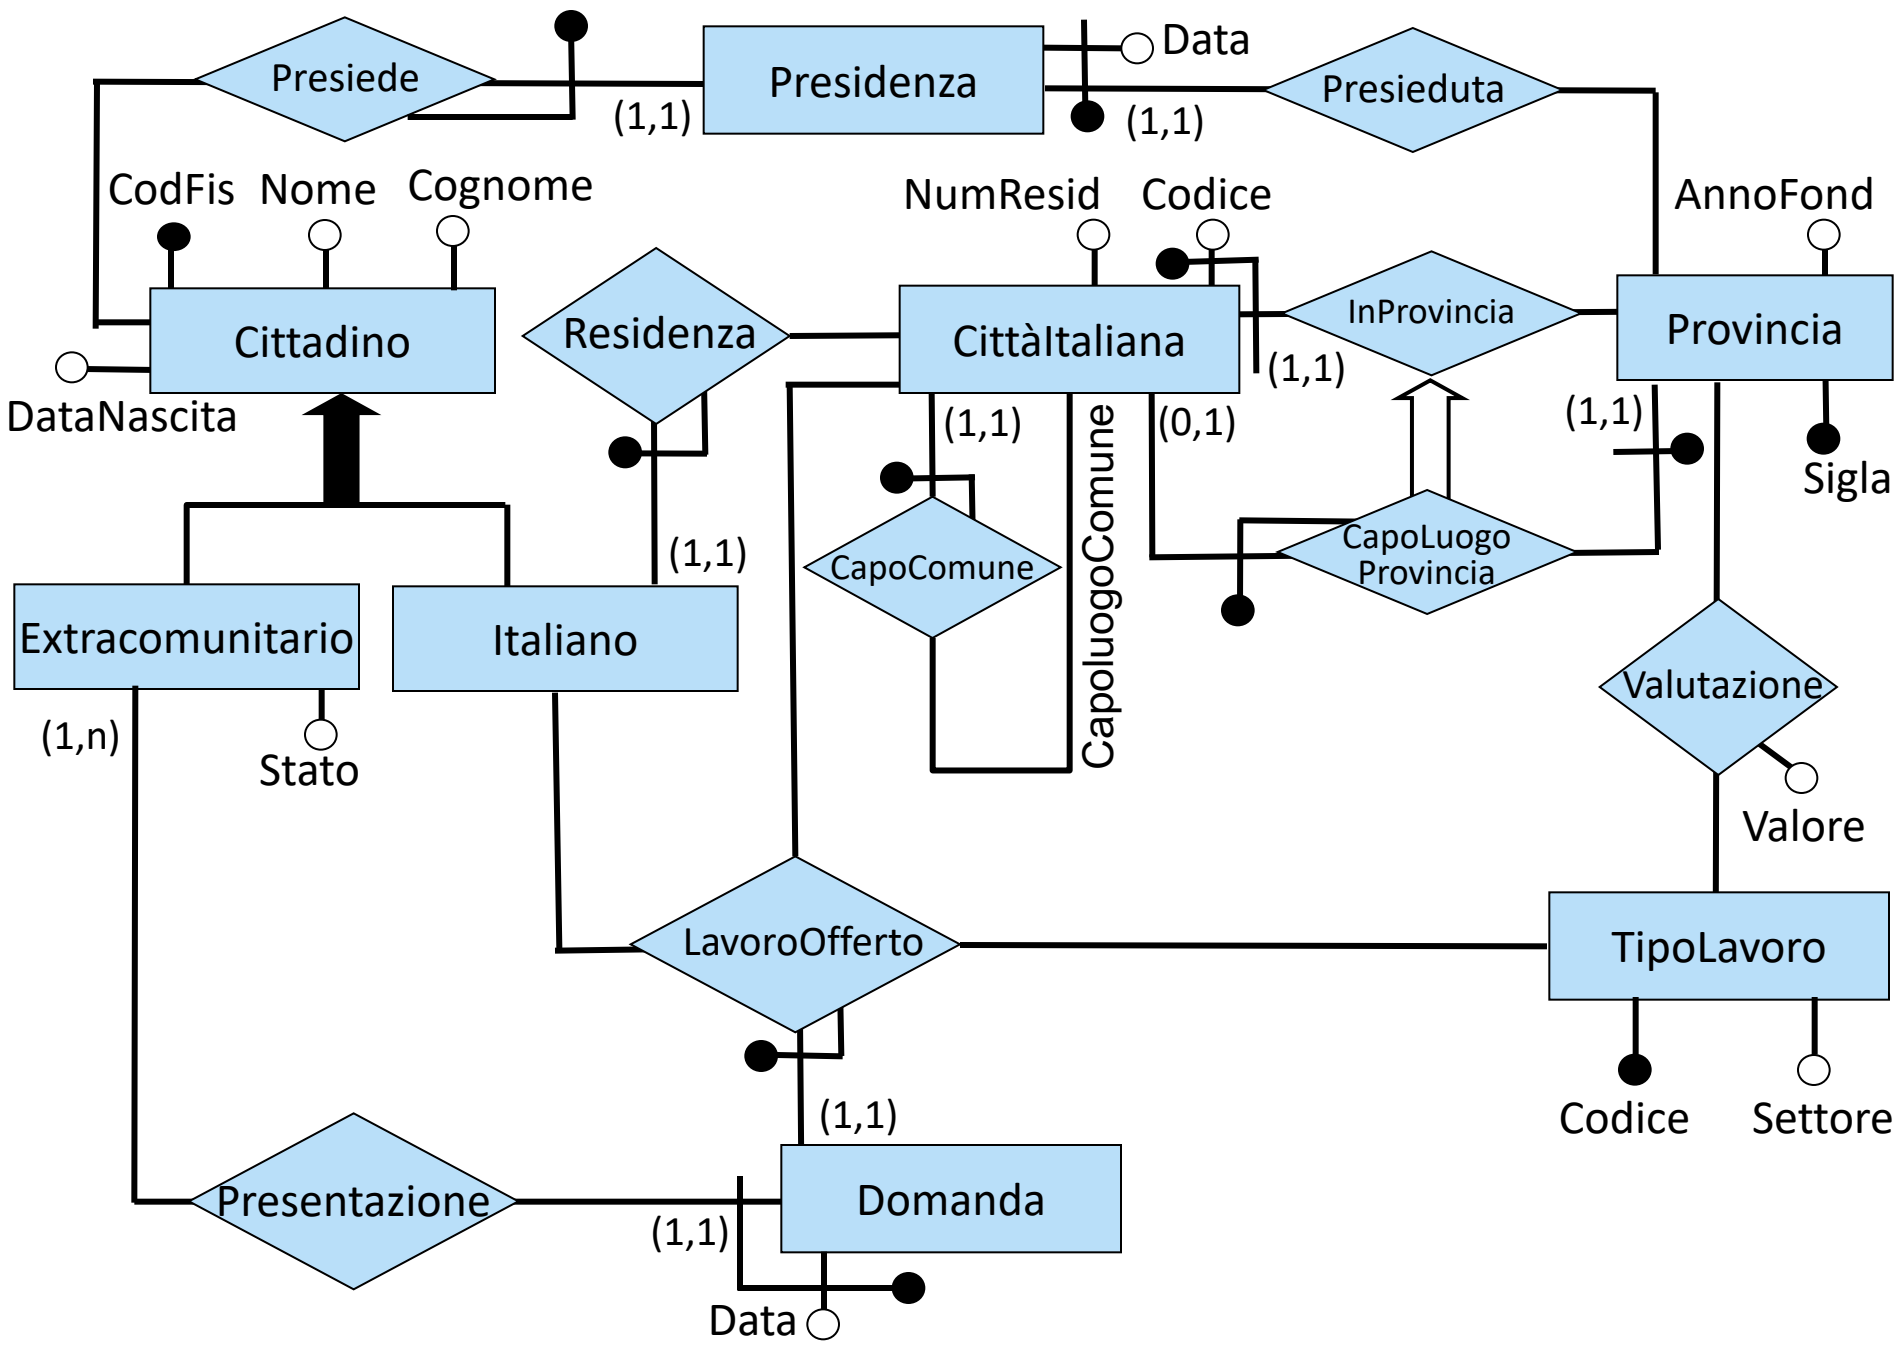 Presiede
Presidenza
Data
Presieduta
(1,1)
(1,1)
CodFis
Nome
Cognome
NumResid
Codice
AnnoFond
Cittadino
Residenza
CittàItaliana
InProvincia
Provincia
(1,1)
DataNascita
(1,1)
CapoluogoComune
(0,1)
(1,1)
Sigla
CapoComune
CapoLuogo
Provincia
(1,1)
Extracomunitario
Italiano
Valutazione
(1,n)
Stato
Valore
LavoroOfferto
TipoLavoro
(1,1)
Codice
Settore
Presentazione
(1,1)
Domanda
Data